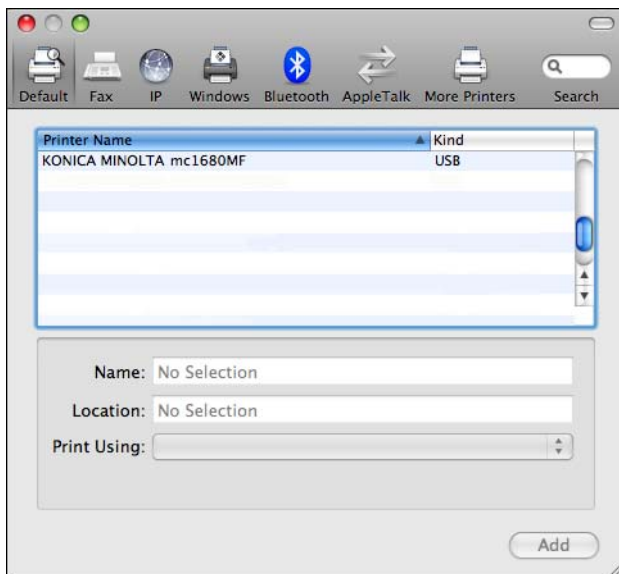 Default Fax IP Windows Bluetooth AppleTalk More Printers Search
Printer Name Kind
KONICA MINOLTA mc1680MF USB
Name: No Selection
Location: No Selection
Print Using:
Add